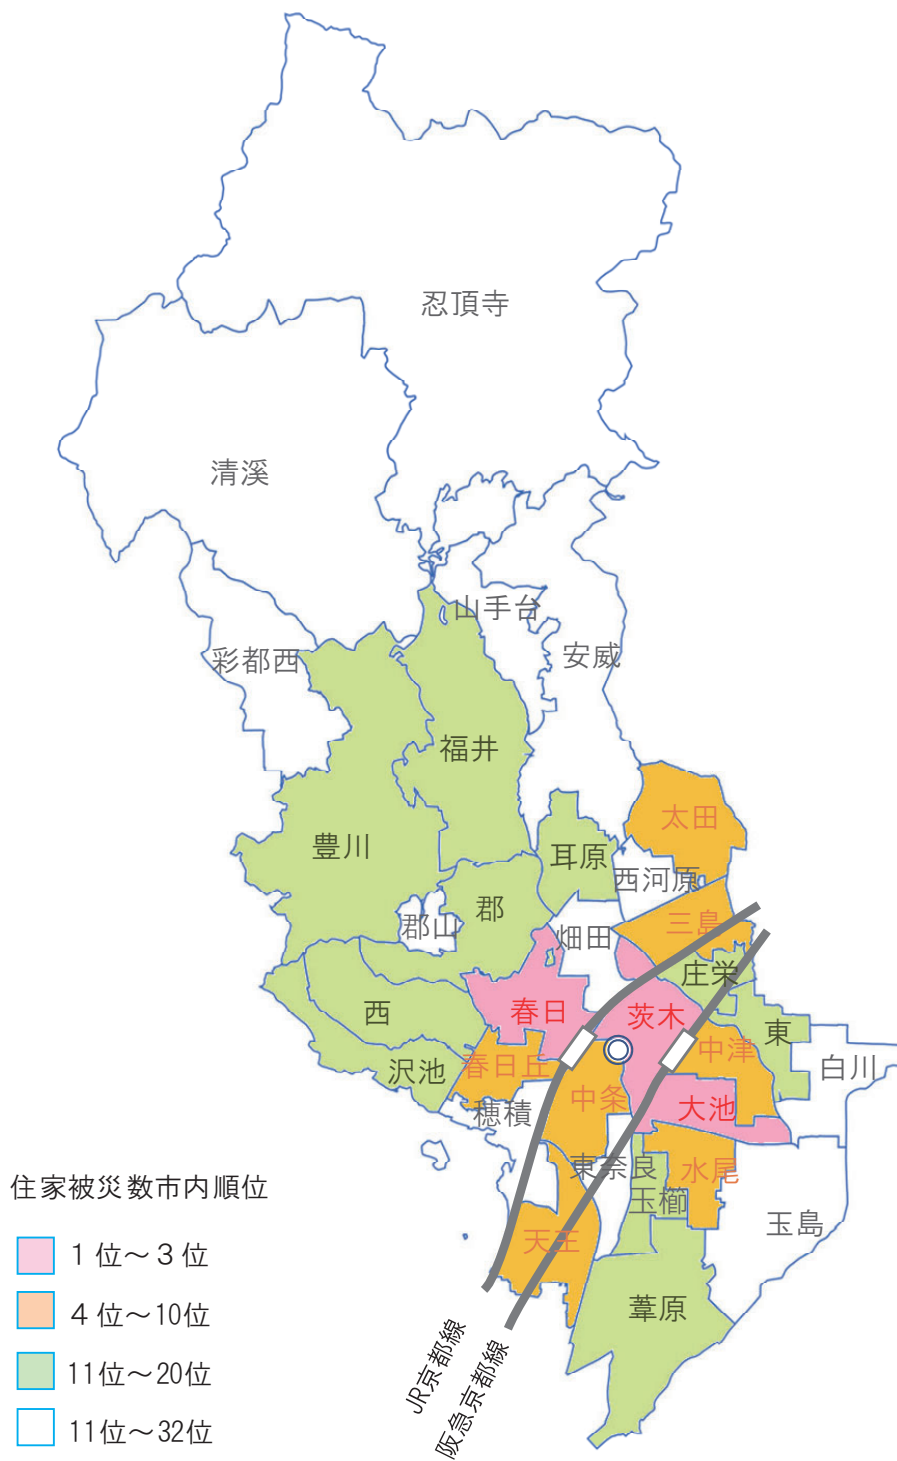 忍頂寺
清溪
山手台
安威
彩都西
福井
太田
豊川
耳原
西河原
郡
郡山
三島
畑田
庄栄
春日
茨木
西
東
中津
春日丘
沢池
白川
中条
大池
穂積
東奈良
水尾
玉櫛
玉島
天王
葦原
住家被災数市内順位
1位～3位
4位～10位
11位～20位
11位～32位
JR京都線
阪急京都線